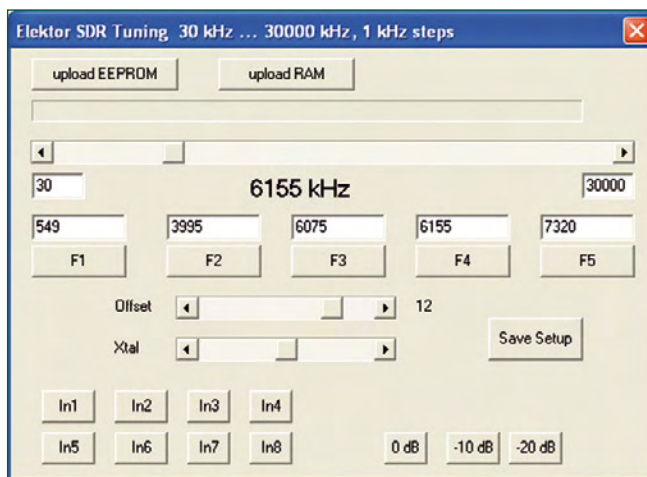 Elektor SDR Tuning 30 kHz ... 30000 kHz, 1 kHz steps
upload EEPROM upload RAM
6155 kHz
30 30000
549 3995 6075 6155 7320
F1 F2 F3 F4 F5
Offset 12
Xtal
Save Setup
In1 In2 In3 In4
In5 In6 In7 In8 0 dB -10 dB -20 dB